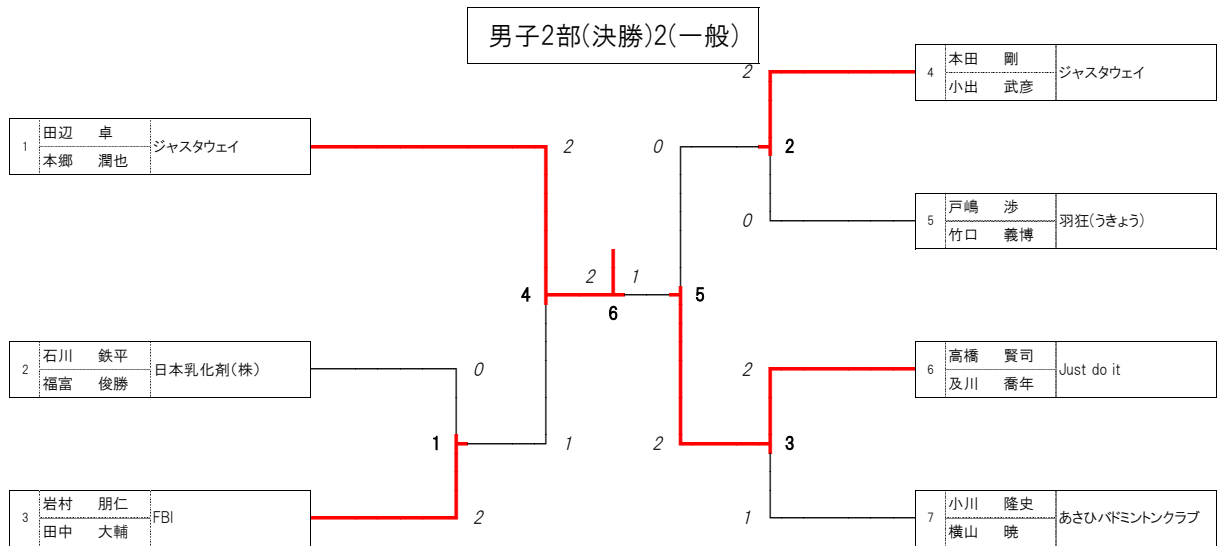 男子2部(決勝)2(一般)
1
田辺 卓
本郷 潤也
ジャスタウェイ
2
石川 鉄平
福富 俊勝
日本乳化剤(株)
3
岩村 朋仁
田中 大輔
FBI
2
4
1
0
1
2
2
1
6
5
0
2
2
0
2
2
3
1
4
本田 剛
小出 武彦
ジャスタウェイ
5
戸嶋 渉
竹口 義博
羽狂(うきょう)
6
高橋 賢司
及川 喬年
Just do it
7
小川 隆史
横山 暁
あさひバドミントンクラブ